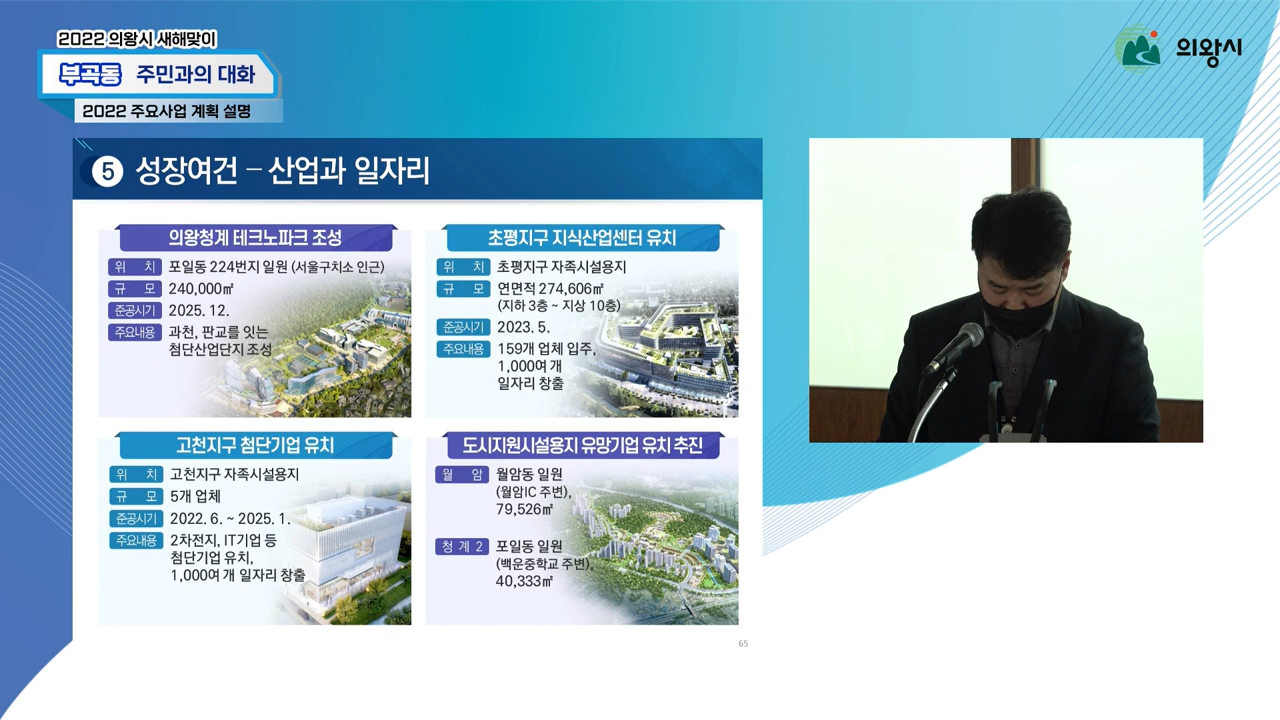 2022 의왕시 새해맞이
부곡동 주민과의 대화
2022 주요사업 계획 설명
의왕시
5 성장여건 – 산업과 일자리
의왕청계 테크노파크 조성
위 치 포일동 224번지 일원 (서울구치소 인근)
규 모 240,000㎡
준공시기 2025. 12.
주요내용 과천, 판교를 잇는
첨단산업단지 조성
초평지구 지식산업센터 유치
위 치 초평지구 자족시설용지
규 모 연면적 274,606㎡
(지하 3층 ~ 지상 10층)
준공시기 2023. 5.
주요내용 159개 업체 입주,
1,000여 개
일자리 창출
고천지구 첨단기업 유치
위 치 고천지구 자족시설용지
규 모 5개 업체
준공시기 2022. 6. ~ 2025. 1.
주요내용 2차전지, IT기업 등
첨단기업 유치,
1,000여 개 일자리 창출
도시지원시설용지 유망기업 유치 추진
월 암 월암동 일원
(월암IC 주변),
79,526㎡
청 계 2 포일동 일원
(백운중학교 주변),
40,333㎡
65